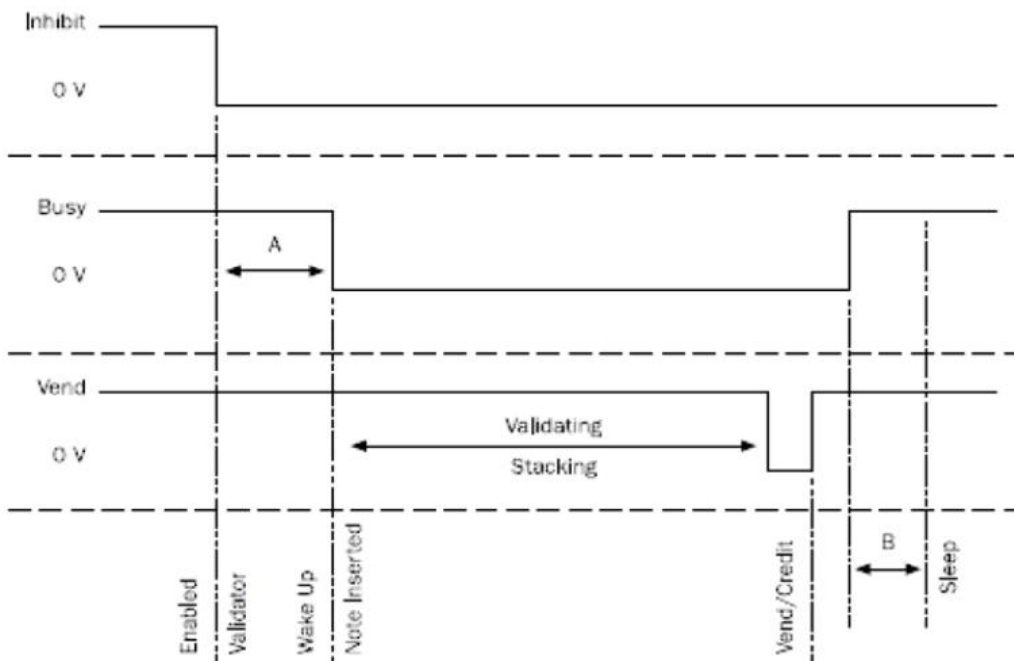 Inhibit
0 V
Busy
A
0 V
Vend
Validating
0 V
Stacking
Enabled
Validator
Wake Up
Note Inserted
Vend/Credit
B
Sleep